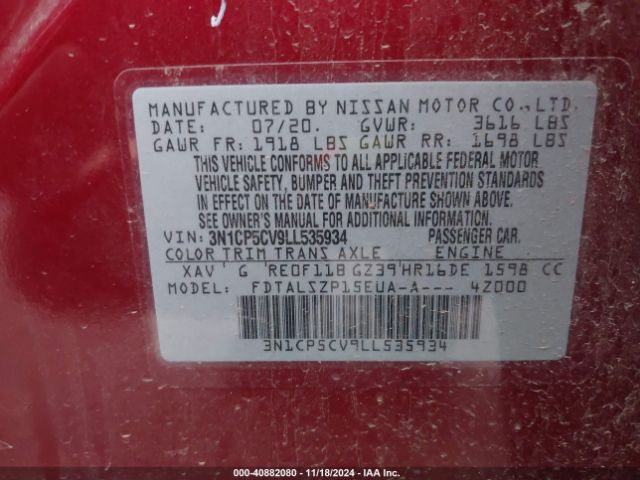 MANUFACTURED BY NISSAN MOTOR CO., LTD.
DATE: 07/20. GVWR: 3616 LBS
GAWR FR: 1918 LBS GAWR RR: 1698 LBS
THIS VEHICLE CONFORMS TO ALL APPLICABLE FEDERAL MOTOR
VEHICLE SAFETY, BUMPER AND THEFT PREVENTION STANDARDS
IN EFFECT ON THE DATE OF MANUFACTURE SHOWN ABOVE.
SEE OWNER'S MANUAL FOR ADDITIONAL INFORMATION.
VIN: 3N1CP5CV9LL535934 PASSENGER CAR.
COLOR TRIM TRANS AXLE ENGINE
XAV G RE0F11B GZ39 HR16DE 1598 CC
MODEL: FDTALSZP15EUA-A--- 4Z000
3N1CP5CV9LL535934
000-40882080 - 11/18/2024 - IAA Inc.